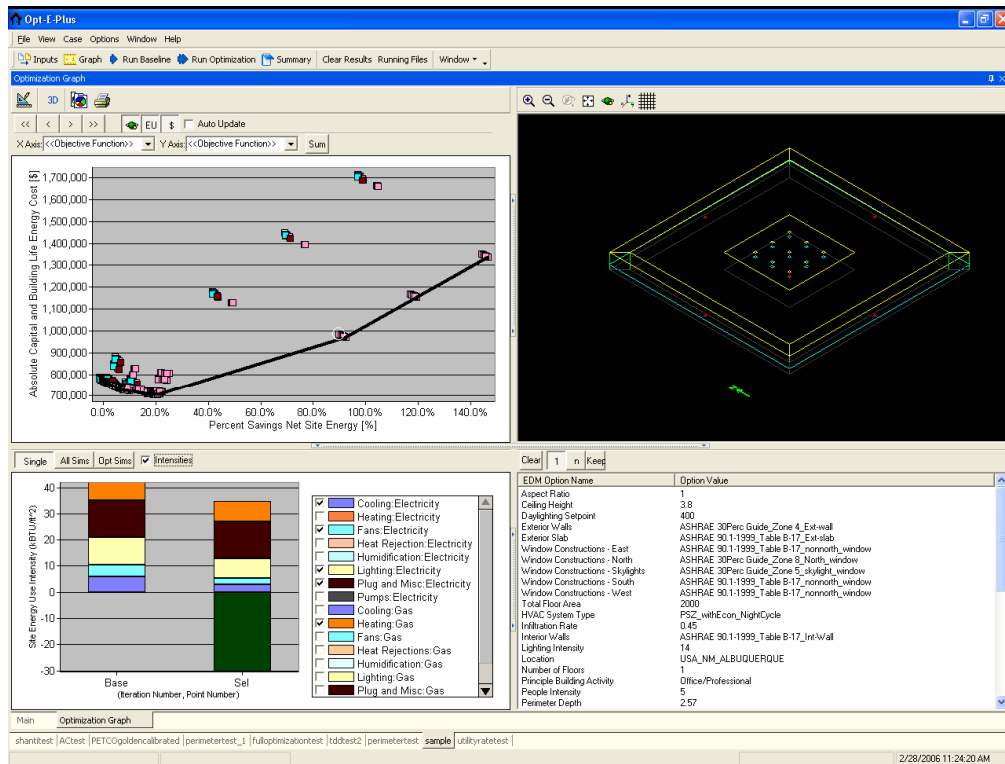 Opt-E-Plus
File View Case Options Window Help
Inputs Graph Run Baseline Run Optimization Summary Clear Results Running Files Window
Optimization Graph
3D
<< < > >> EU $ Auto Update
X Axis: <<Objective Function>> Y Axis: <<Objective Function>> Sum
Absolute Capital and Building Life Energy Cost [$]
1,700,000
1,600,000
1,500,000
1,400,000
1,300,000
1,200,000
1,100,000
1,000,000
900,000
800,000
700,000
0.0% 20.0% 40.0% 60.0% 80.0% 100.0% 120.0% 140.0%
Percent Savings Net Site Energy [%]
Single All Sims Opt Sims Intensities
Site Energy Use Intensity (kBTU/ft^2)
40
30
20
10
0
-10
-20
-30
Base Sel
(Iteration Number, Point Number)
Cooling:Electricity
Heating:Electricity
Fans:Electricity
Heat Rejection:Electricity
Humidification:Electricity
Lighting:Electricity
Plug and Misc:Electricity
Pumps:Electricity
Cooling:Gas
Heating:Gas
Fans:Gas
Heat Rejections:Gas
Humidification:Gas
Lighting:Gas
Plug and Misc:Gas
Clear 1 n Keep
EDM Option Name Option Value
Aspect Ratio 1
Ceiling Height 3.8
Daylighting Setpoint 400
Exterior Walls ASHRAE 30Perc Guide_Zone 4_Ext-wall
Exterior Slab ASHRAE 90.1-1999_Table B-17_Ext-slab
Window Constructions - East ASHRAE 90.1-1999_Table B-17_nonnorth_window
Window Constructions - North ASHRAE 30Perc Guide_Zone 8_North_window
Window Constructions - Skylights ASHRAE 30Perc Guide_Zone 5_skylight_window
Window Constructions - South ASHRAE 90.1-1999_Table B-17_nonnorth_window
Window Constructions - West ASHRAE 90.1-1999_Table B-17_nonnorth_window
Total Floor Area 2000
HVAC System Type PSZ_withEcon_NightCycle
Infiltration Rate 0.45
Interior Walls ASHRAE 90.1-1999_Table B-17_Int-Wall
Lighting Intensity 14
Location USA_NM_ALBUQUERQUE
Number of Floors 1
Principle Building Activity Office/Professional
People Intensity 5
Perimeter Depth 2.57
Main Optimization Graph
shantitest ACtest PETCOgoldencalibrated perimetertest_1 fulloptimizationtest tddtest2 perimetertest sample utilityratetest
2/28/2006 11:24:20 AM